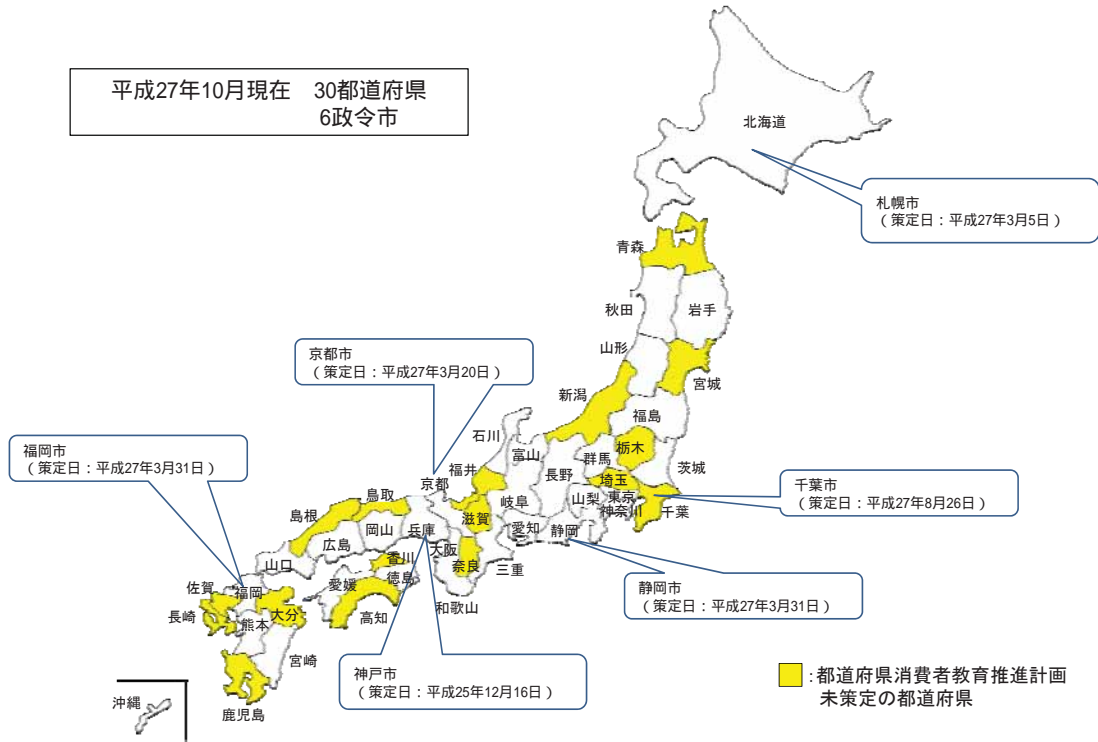 平成27年10月現在　30都道府県
6政令市
北海道
札幌市
（ 策定日：平成27年3月5日 ）
青森
秋田
岩手
山形
宮城
京都市
（ 策定日：平成27年3月20日 ）
新潟
福島
石川
富山
群馬
栃木
茨城
福岡市
（ 策定日：平成27年3月31日 ）
福井
長野
埼玉
千葉市
（ 策定日：平成27年8月26日 ）
京都
鳥取
岐阜
山梨
東京
神奈川
千葉
島根
滋賀
岡山
兵庫
愛知
静岡
広島
大阪
奈良
三重
山口
香川
徳島
愛媛
和歌山
静岡市
（ 策定日：平成27年3月31日 ）
佐賀
福岡
長崎
大分
高知
熊本
宮崎
神戸市
（ 策定日：平成25年12月16日 ）
沖縄
鹿児島
：都道府県消費者教育推進計画
未策定の都道府県